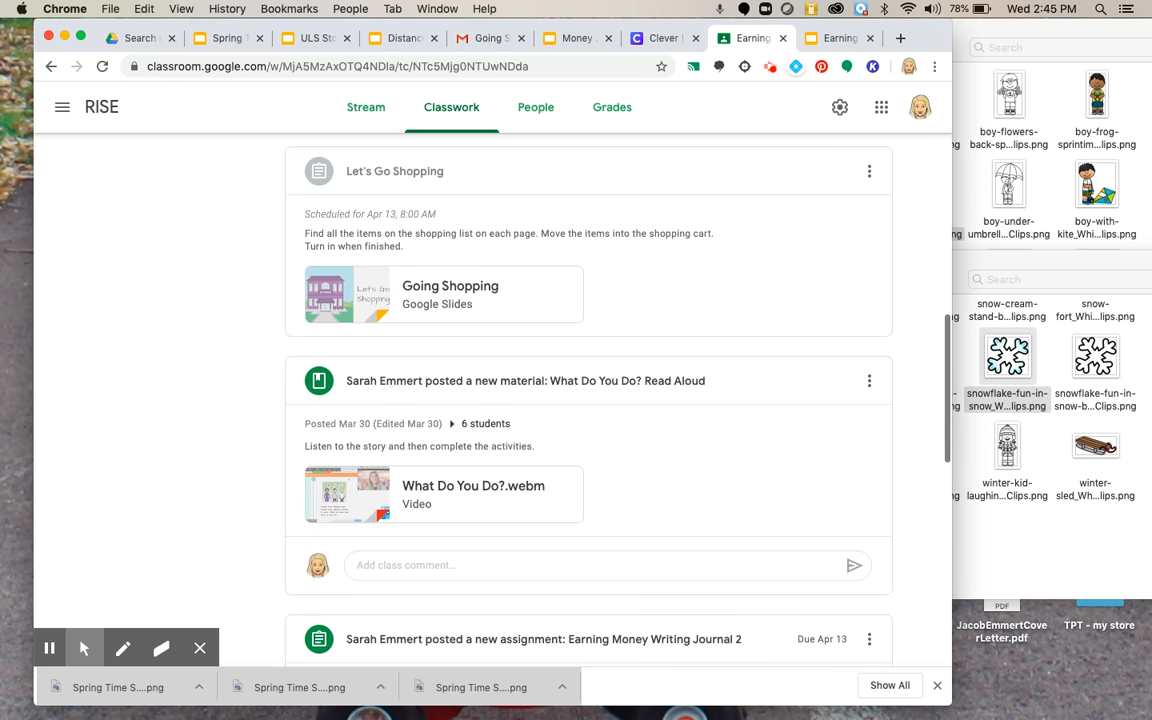 Chrome File Edit View History Bookmarks People Tab Window Help 78% Wed 2:45 PM
Search Spring T ULS Sto Distanc Going S Money Clever Earning Earning
classroom.google.com/w/MjA5MzAxOTQ4NDla/tc/NTc5Mjg0NTUwNDda
RISE Stream Classwork People Grades
Let's Go Shopping
Scheduled for Apr 13, 8:00 AM
Find all the items on the shopping list on each page. Move the items into the shopping cart.
Turn in when finished.
Let's Go
Shopping
Going Shopping
Google Slides
Sarah Emmert posted a new material: What Do You Do? Read Aloud
Posted Mar 30 (Edited Mar 30) 6 students
Listen to the story and then complete the activities.
What Do You Do?.webm
Video
Add class comment...
Sarah Emmert posted a new assignment: Earning Money Writing Journal 2 Due Apr 13
Spring Time S....png Spring Time S....png Spring Time S....png Show All
Search
boy-flowers-
back-sp...lips.png
boy-frog-
sprintim...lips.png
boy-under-
umbrell...Clips.png
boy-with-
kite_Whi...lips.png
ng
Search
snow-cream-
stand-b...lips.png
snow-
fort_Whi...lips.png
snowflake-fun-in-
snow_W...lips.png
snowflake-fun-in-
snow-b...Clips.png
winter-kid-
laughin...Clips.png
winter-
sled_Wh...lips.png
PDF
JacobEmmertCove
rLetter.pdf
TPT - my store